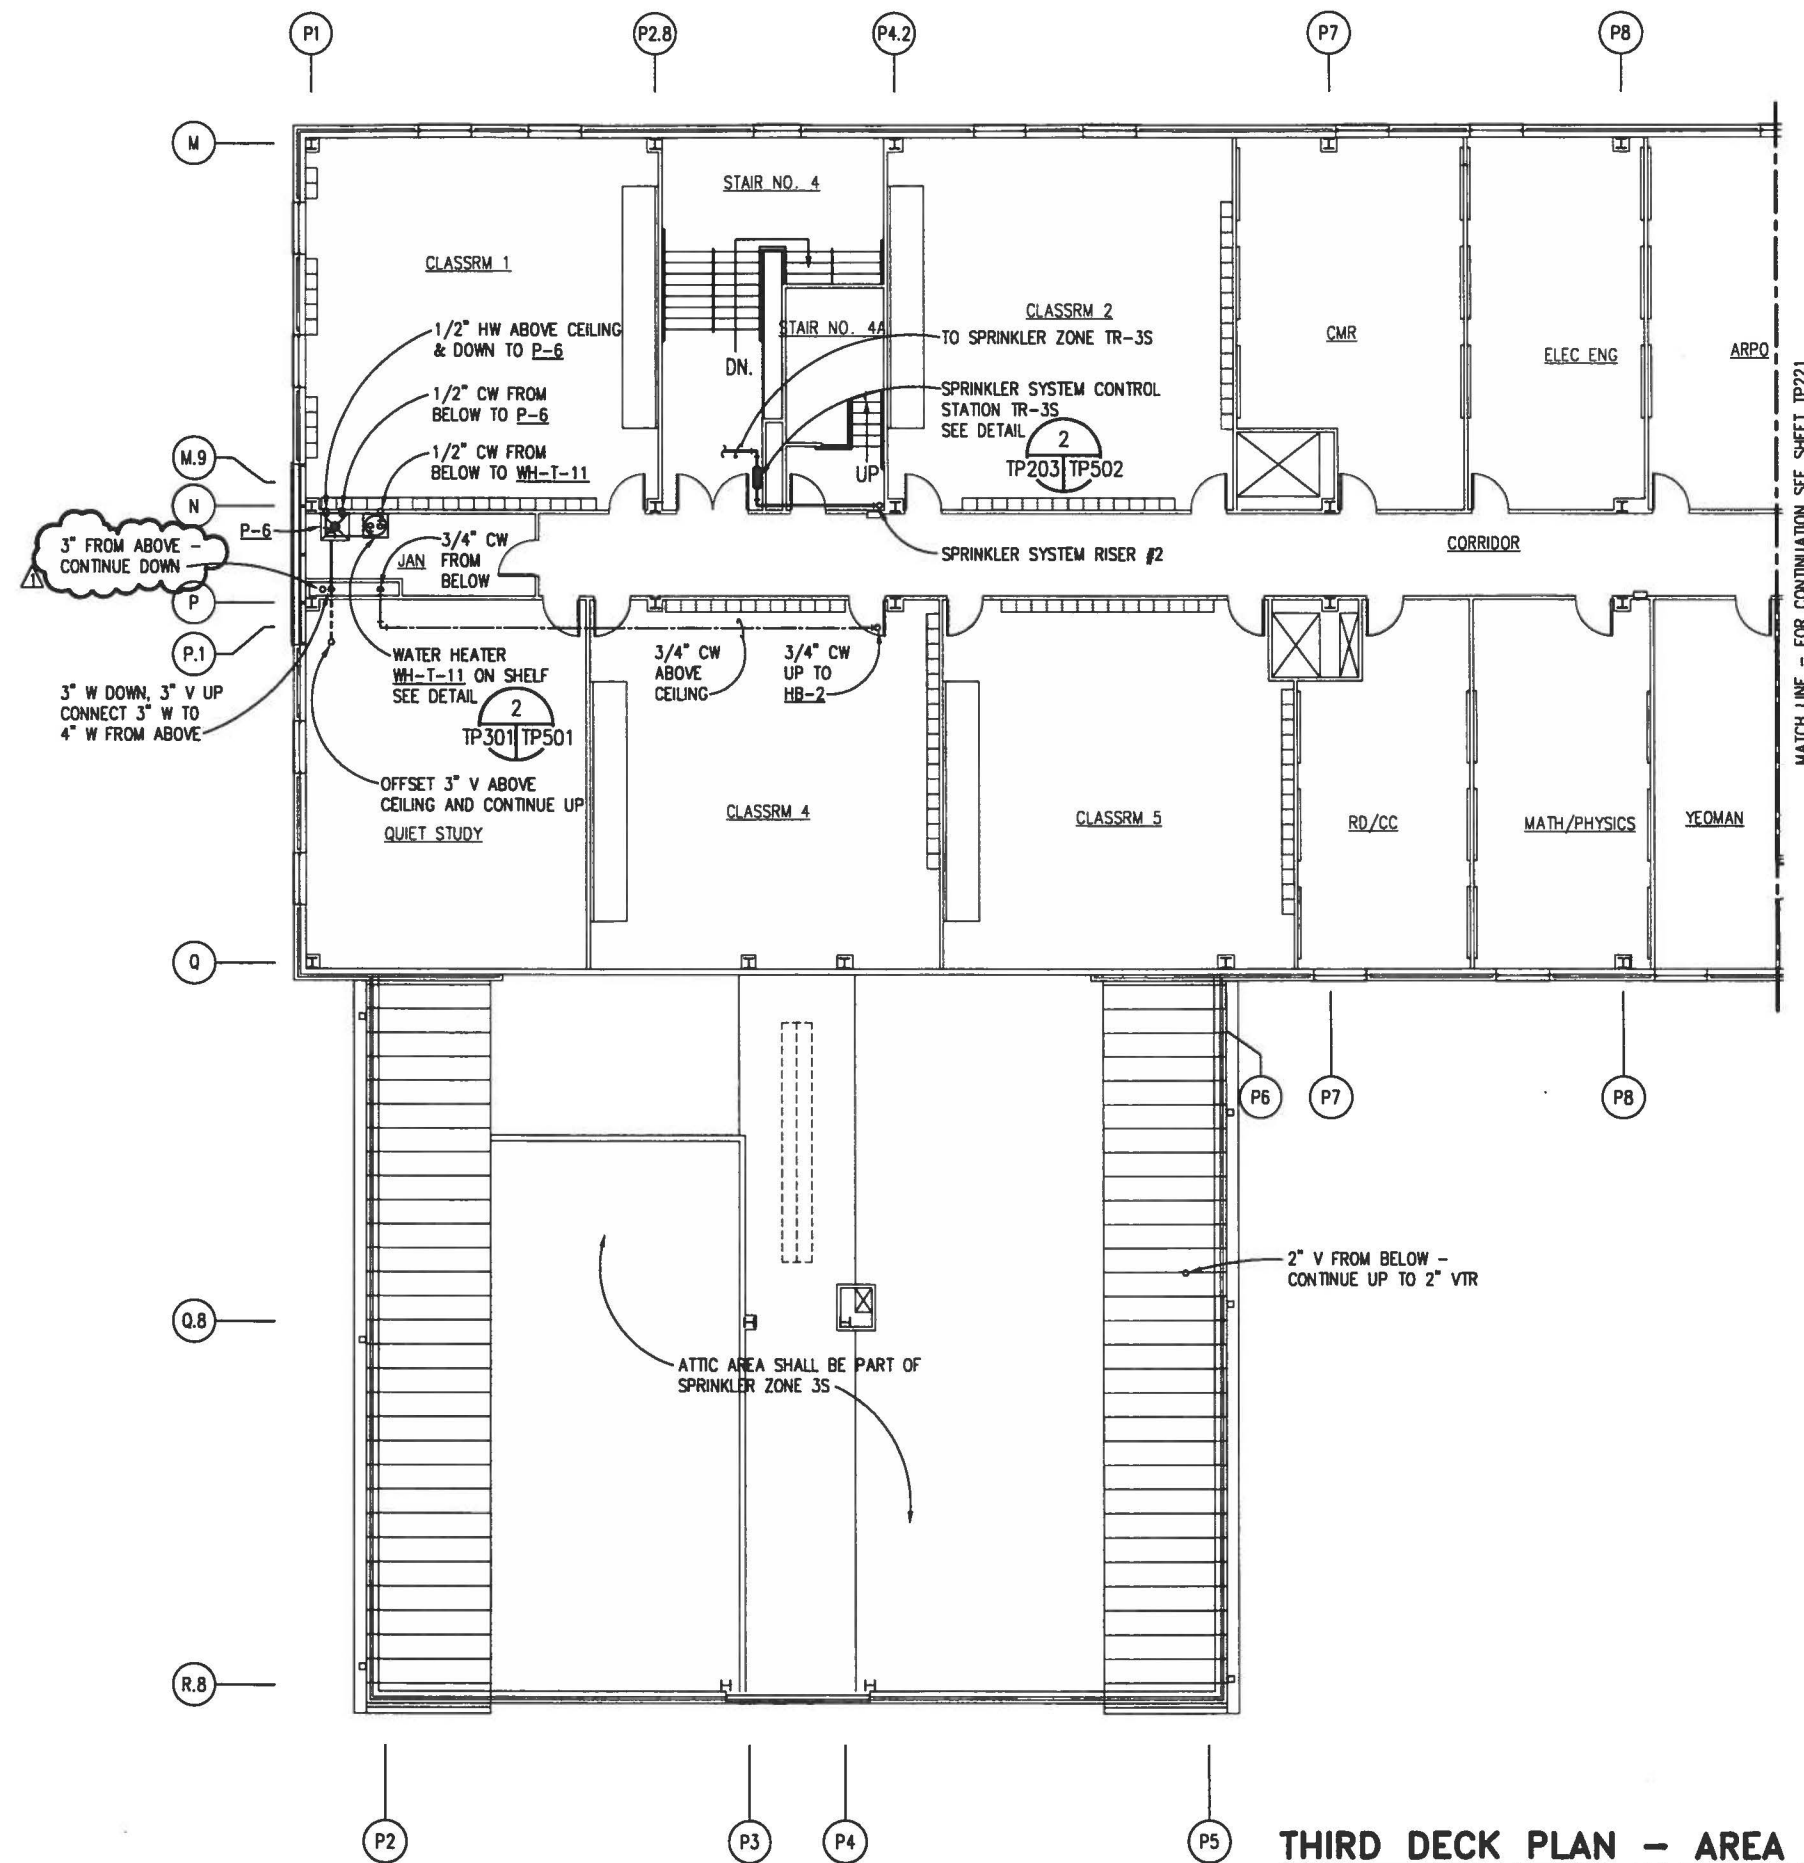 P1
P2.8
P4.2
P7
P8
M
STAIR NO. 4
CLASSRM 1
CLASSRM 2
CMR
ELEC ENG
ARPO
1/2" HW ABOVE CEILING
& DOWN TO P-6
STAIR NO. 4A
TO SPRINKLER ZONE TR-3S
DN.
1/2" CW FROM
BELOW TO P-6
SPRINKLER SYSTEM CONTROL
STATION TR-3S
SEE DETAIL
2
TP203 TP502
1/2" CW FROM
BELOW TO WH-T-11
UP
M.9
N
P-6
3" FROM ABOVE -
CONTINUE DOWN
1
JAN
3/4" CW
FROM
BELOW
SPRINKLER SYSTEM RISER #2
CORRIDOR
MATCH LINE - FOR CONTINUATION SEE SHEET TP221
P
P.1
3" W DOWN, 3" V UP
CONNECT 3" W TO
4" W FROM ABOVE
WATER HEATER
WH-T-11 ON SHELF
SEE DETAIL
2
TP301 TP501
3/4" CW
ABOVE
CEILING
3/4" CW
UP TO
HB-2
OFFSET 3" V ABOVE
CEILING AND CONTINUE UP
QUIET STUDY
CLASSRM 4
CLASSRM 5
RD/CC
MATH/PHYSICS
YEOMAN
Q
P6
P7
P8
2" V FROM BELOW -
CONTINUE UP TO 2" VTR
Q.8
ATTIC AREA SHALL BE PART OF
SPRINKLER ZONE 3S
R.8
P2
P3
P4
P5
THIRD DECK PLAN - AREA